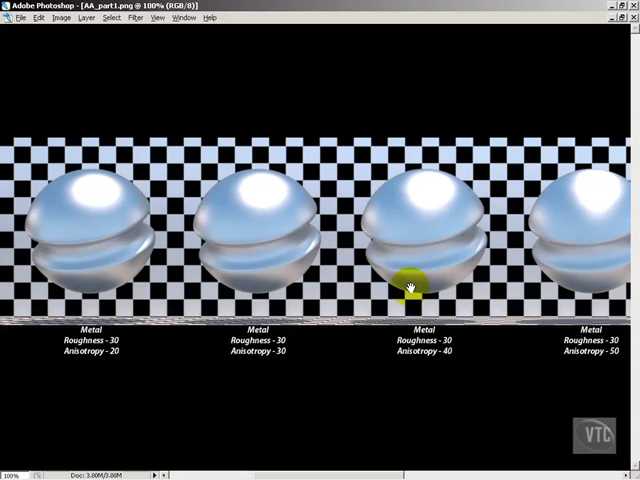 Adobe Photoshop - [AA_part1.png @ 100% (RGB/8)]
File Edit Image Layer Select Filter View Window Help
Metal
Roughness - 30
Anisotropy - 20
Metal
Roughness - 30
Anisotropy - 30
Metal
Roughness - 30
Anisotropy - 40
Metal
Roughness - 30
Anisotropy - 50
VTC
100%
Doc: 3.00M/3.00M